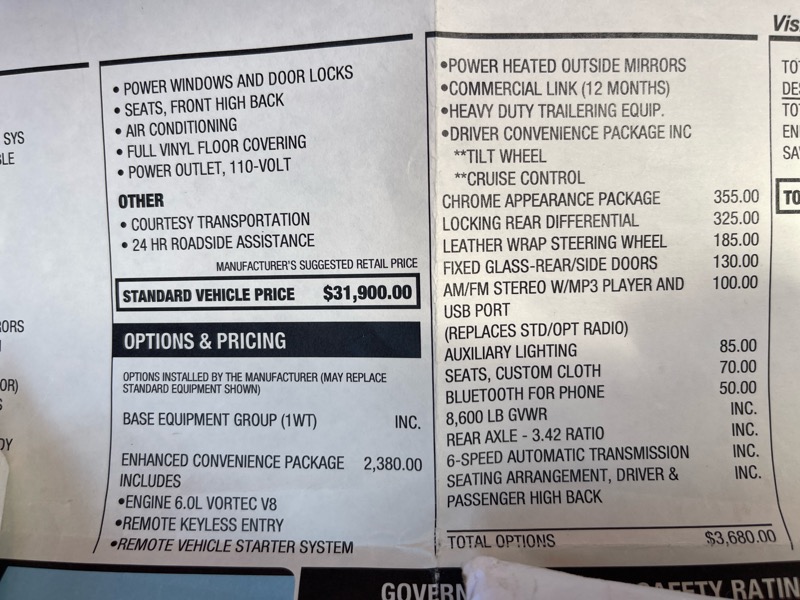 Vis
SYS
• POWER WINDOWS AND DOOR LOCKS
• SEATS, FRONT HIGH BACK
• AIR CONDITIONING
• FULL VINYL FLOOR COVERING
• POWER OUTLET, 110-VOLT
OTHER
• COURTESY TRANSPORTATION
• 24 HR ROADSIDE ASSISTANCE
MANUFACTURER'S SUGGESTED RETAIL PRICE
STANDARD VEHICLE PRICE $31,900.00
OPTIONS & PRICING
OPTIONS INSTALLED BY THE MANUFACTURER (MAY REPLACE
STANDARD EQUIPMENT SHOWN)
BASE EQUIPMENT GROUP (1WT) INC.
ENHANCED CONVENIENCE PACKAGE 2,380.00
INCLUDES
•ENGINE 6.0L VORTEC V8
•REMOTE KEYLESS ENTRY
•REMOTE VEHICLE STARTER SYSTEM
•POWER HEATED OUTSIDE MIRRORS
•COMMERCIAL LINK (12 MONTHS)
•HEAVY DUTY TRAILERING EQUIP.
•DRIVER CONVENIENCE PACKAGE INC
**TILT WHEEL
**CRUISE CONTROL
CHROME APPEARANCE PACKAGE 355.00
LOCKING REAR DIFFERENTIAL 325.00
LEATHER WRAP STEERING WHEEL 185.00
FIXED GLASS-REAR/SIDE DOORS 130.00
AM/FM STEREO W/MP3 PLAYER AND 100.00
USB PORT
(REPLACES STD/OPT RADIO)
AUXILIARY LIGHTING 85.00
SEATS, CUSTOM CLOTH 70.00
BLUETOOTH FOR PHONE 50.00
8,600 LB GVWR INC.
REAR AXLE - 3.42 RATIO INC.
6-SPEED AUTOMATIC TRANSMISSION INC.
SEATING ARRANGEMENT, DRIVER & INC.
PASSENGER HIGH BACK
TOTAL OPTIONS $3,680.00
GOVERN SAFETY RATIN